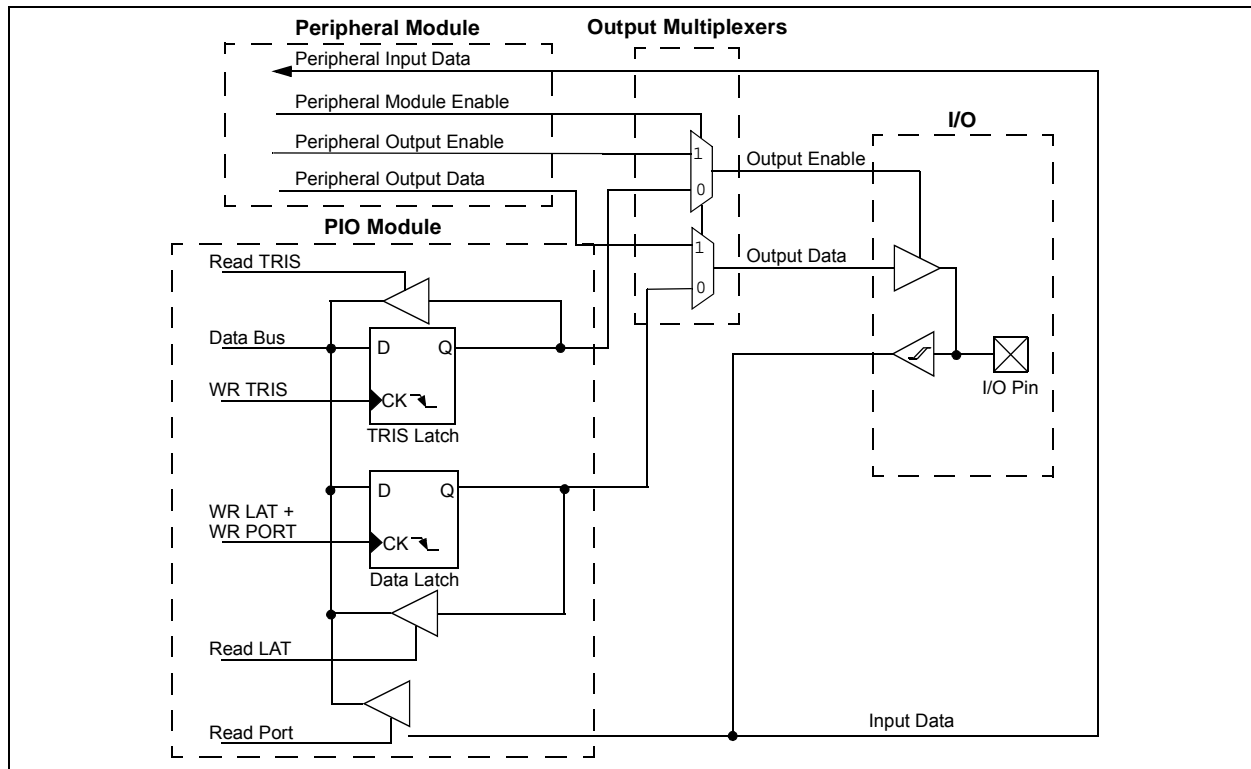 Peripheral Module
Output Multiplexers
Peripheral Input Data
Peripheral Module Enable
Peripheral Output Enable
Peripheral Output Data
1
0
1
0
Output Enable
Output Data
I/O
I/O Pin
PIO Module
Read TRIS
Data Bus
D
Q
WR TRIS
CK
TRIS Latch
D
Q
WR LAT +
WR PORT
CK
Data Latch
Read LAT
Read Port
Input Data